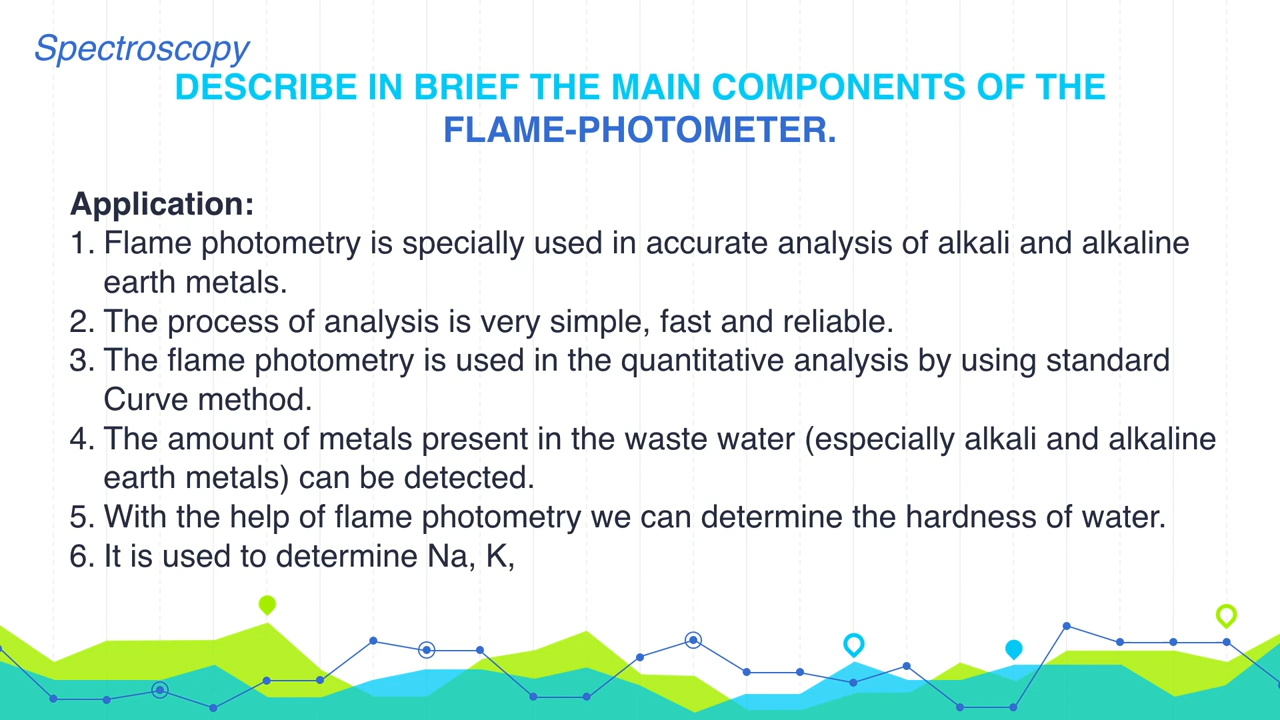 Spectroscopy
DESCRIBE IN BRIEF THE MAIN COMPONENTS OF THE
FLAME-PHOTOMETER.
Application:
1. Flame photometry is specially used in accurate analysis of alkali and alkaline
earth metals.
2. The process of analysis is very simple, fast and reliable.
3. The flame photometry is used in the quantitative analysis by using standard
Curve method.
4. The amount of metals present in the waste water (especially alkali and alkaline
earth metals) can be detected.
5. With the help of flame photometry we can determine the hardness of water.
6. It is used to determine Na, K,